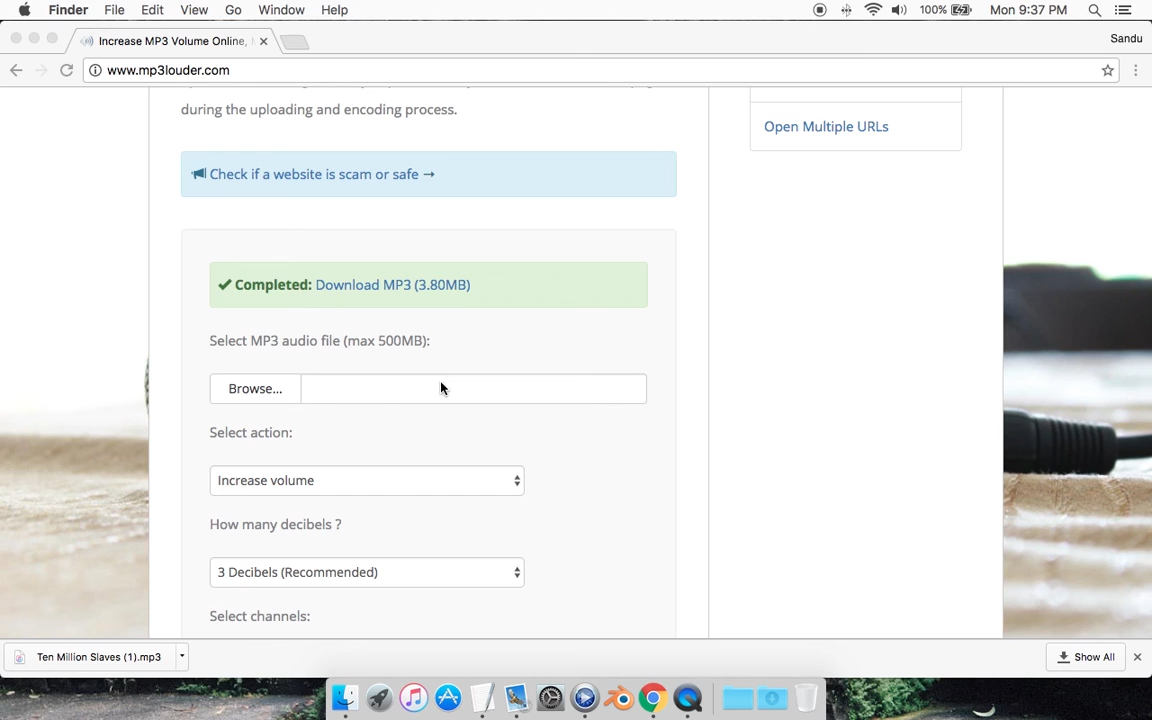 Finder File Edit View Go Window Help 100% Mon 9:37 PM
Increase MP3 Volume Online,
Sandu
www.mp3louder.com
during the uploading and encoding process.
Open Multiple URLs
Check if a website is scam or safe →
Completed: Download MP3 (3.80MB)
Select MP3 audio file (max 500MB):
Browse...
Select action:
Increase volume
How many decibels ?
3 Decibels (Recommended)
Select channels:
Ten Million Slaves (1).mp3
Show All